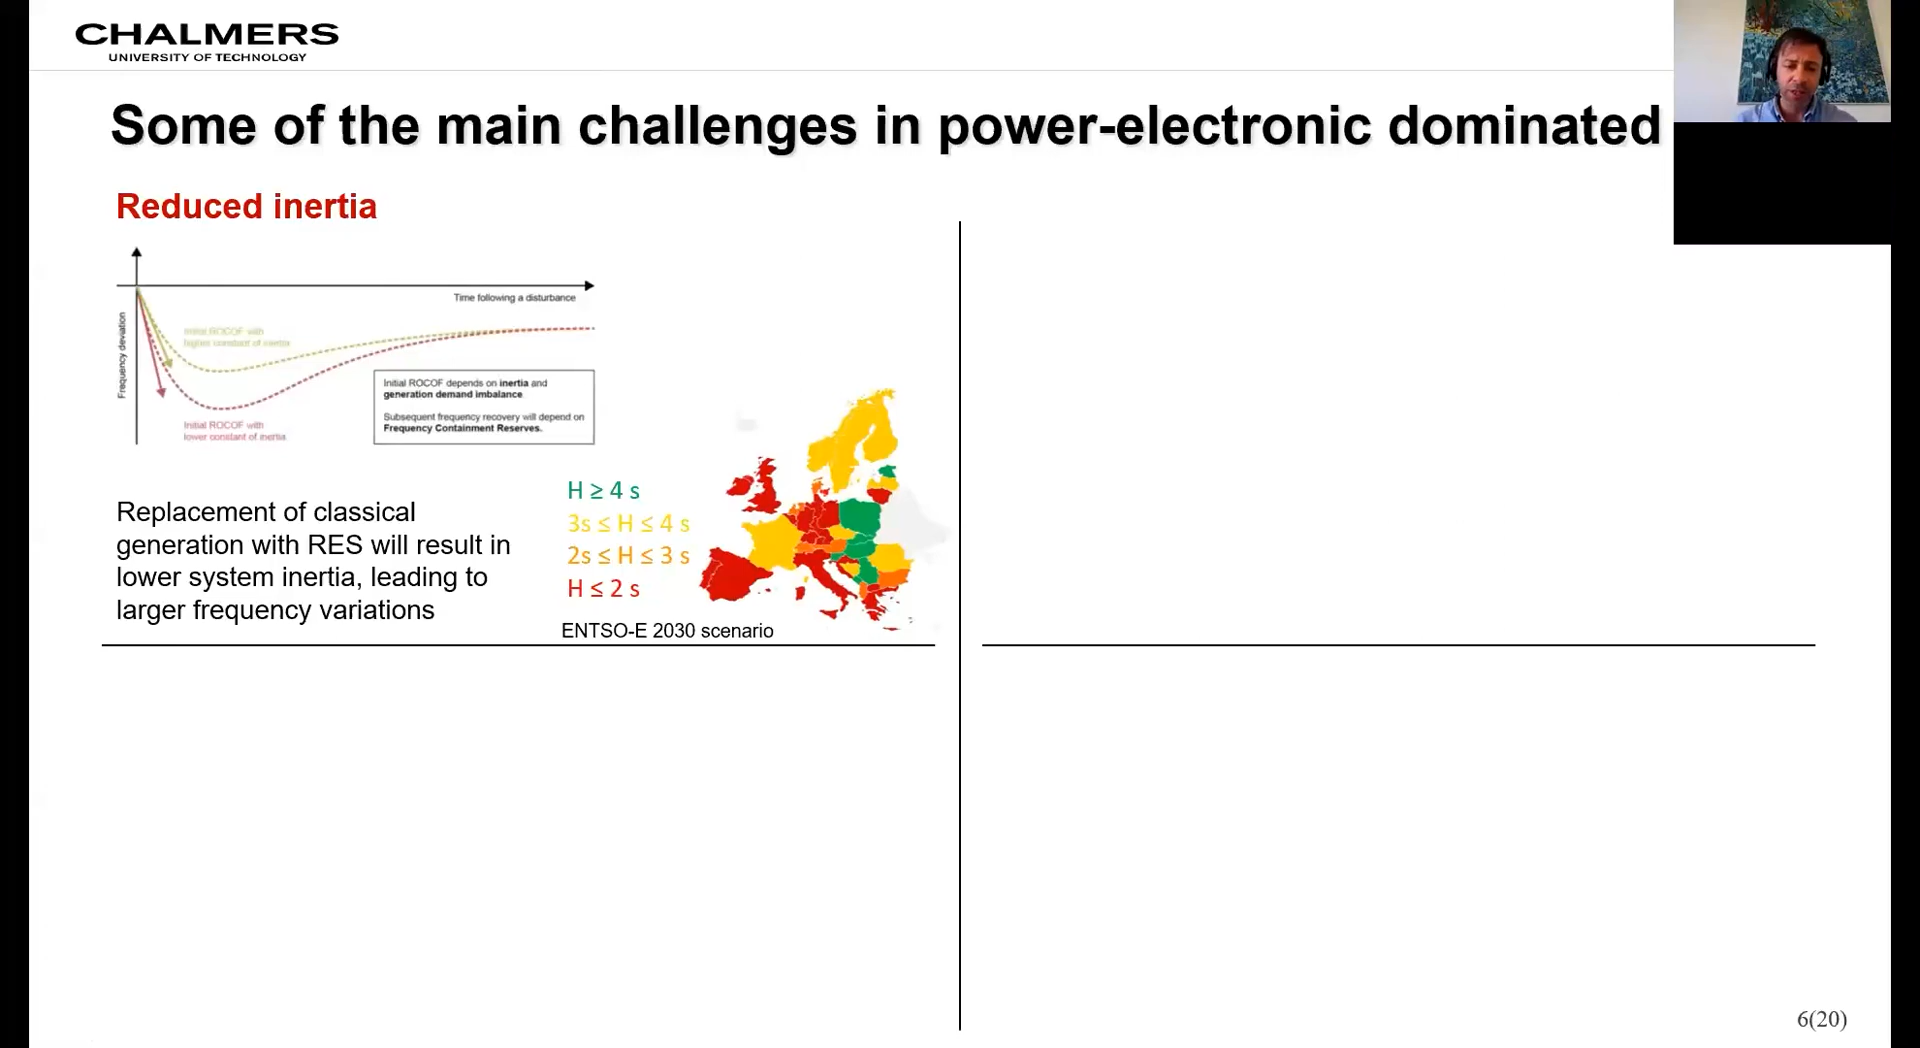 CHALMERS
UNIVERSITY OF TECHNOLOGY
Some of the main challenges in power-electronic dominated
Reduced inertia
Time following a disturbance
Frequency deviation
Initial ROCOF with
higher constant of inertia
Initial ROCOF depends on inertia and
generation demand imbalance
Subsequent frequency recovery will depend on
Frequency Containment Reserves.
Initial ROCOF with
lower constant of inertia
Replacement of classical
generation with RES will result in
lower system inertia, leading to
larger frequency variations
H ≥ 4 s
3s ≤ H ≤ 4 s
2s ≤ H ≤ 3 s
H ≤ 2 s
ENTSO-E 2030 scenario
6(20)